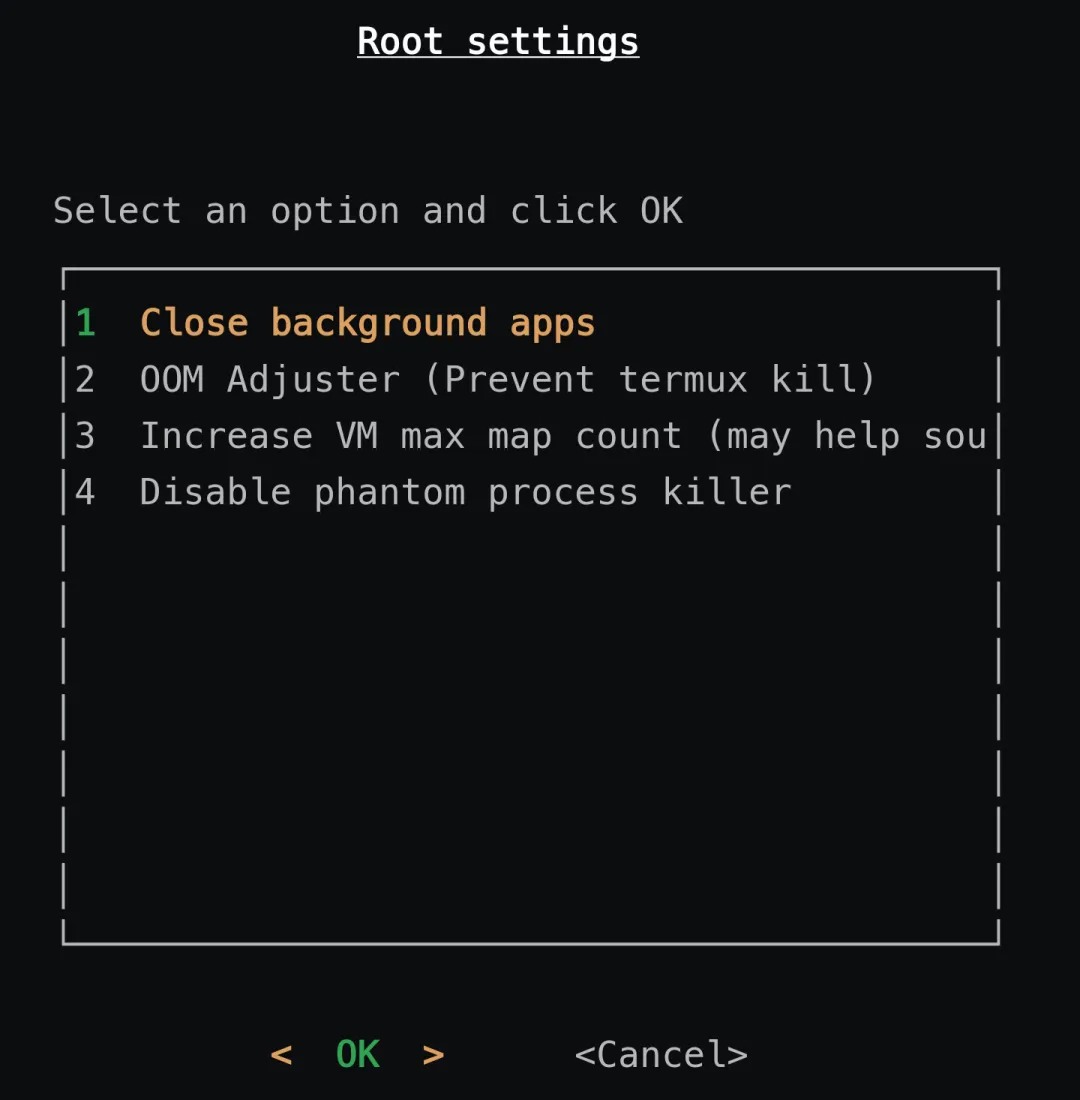 Root settings
Select an option and click OK
1 Close background apps
2 OOM Adjuster (Prevent termux kill)
3 Increase VM max map count (may help sou
4 Disable phantom process killer
< OK > <Cancel>